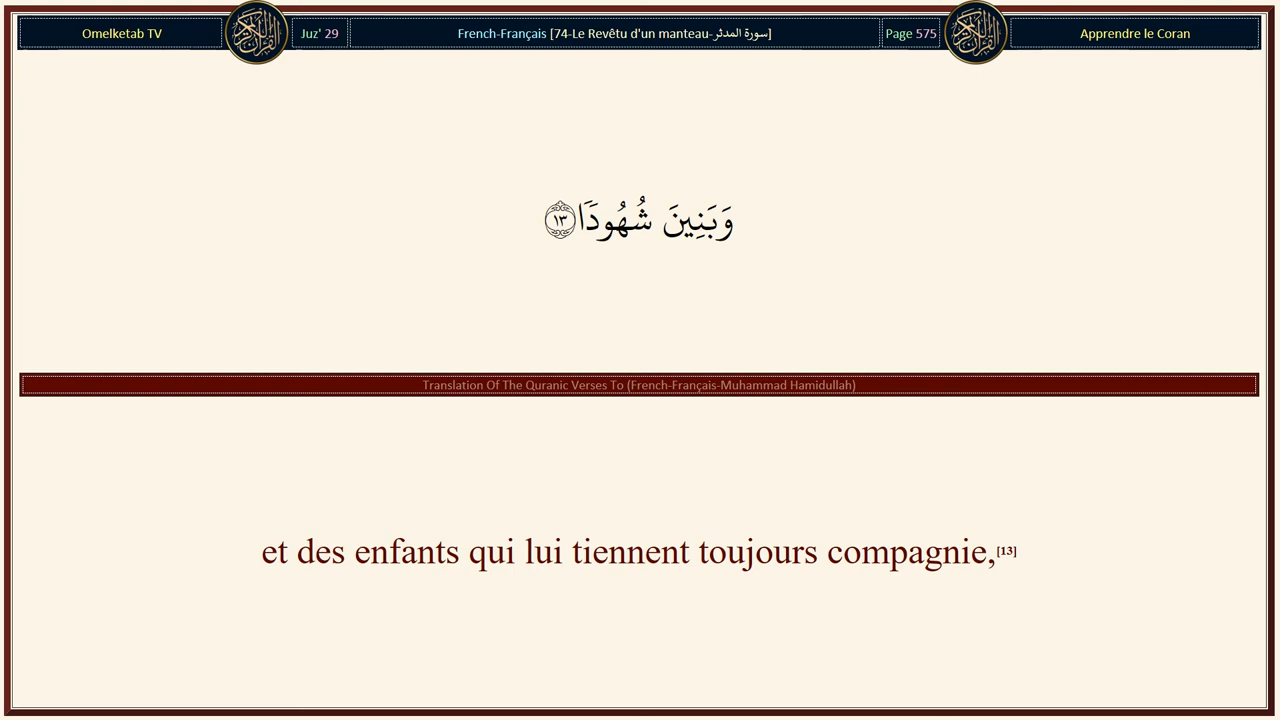 Omelketab TV
Juz' 29
French-Français [74-Le Revêtu d'un manteau-سورة المدثر]
Page 575
Apprendre le Coran
وَبَنِينَ شُهُودٗا ١٣
Translation Of The Quranic Verses To (French-Français-Muhammad Hamidullah)
et des enfants qui lui tiennent toujours compagnie,[13]